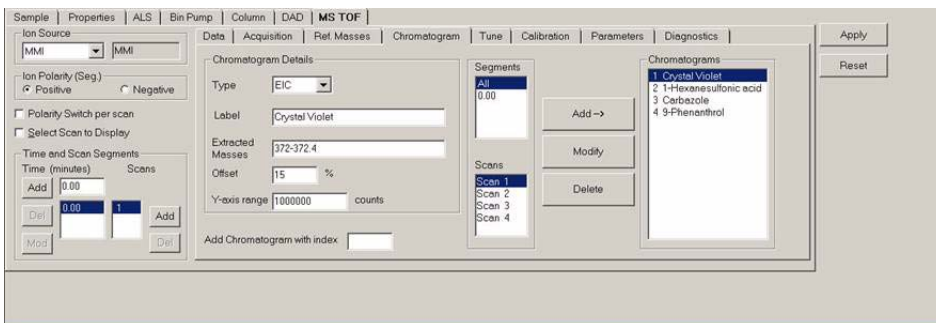 Sample Properties ALS Bin Pump Column DAD MS TOF
Ion Source
MMI MMI
Ion Polarity (Seg.)
Positive Negative
Polarity Switch per scan
Select Scan to Display
Time and Scan Segments
Time (minutes) Scans
Add 0.00
Del 0.00 1 Add
Mod Del
Data Acquisition Ref. Masses Chromatogram Tune Calibration Parameters Diagnostics
Chromatogram Details
Type EIC
Label Crystal Violet
Extracted
Masses 372-372.4
Offset 15 %
Y-axis range 1000000 counts
Add Chromatogram with index
Segments
All
0.00
Scans
Scan 1
Scan 2
Scan 3
Scan 4
Add->
Modify
Delete
Chromatograms
1 Crystal Violet
2 1-Hexanesulfonic acid
3 Carbazole
4 9-Phenanthrol
Apply
Reset